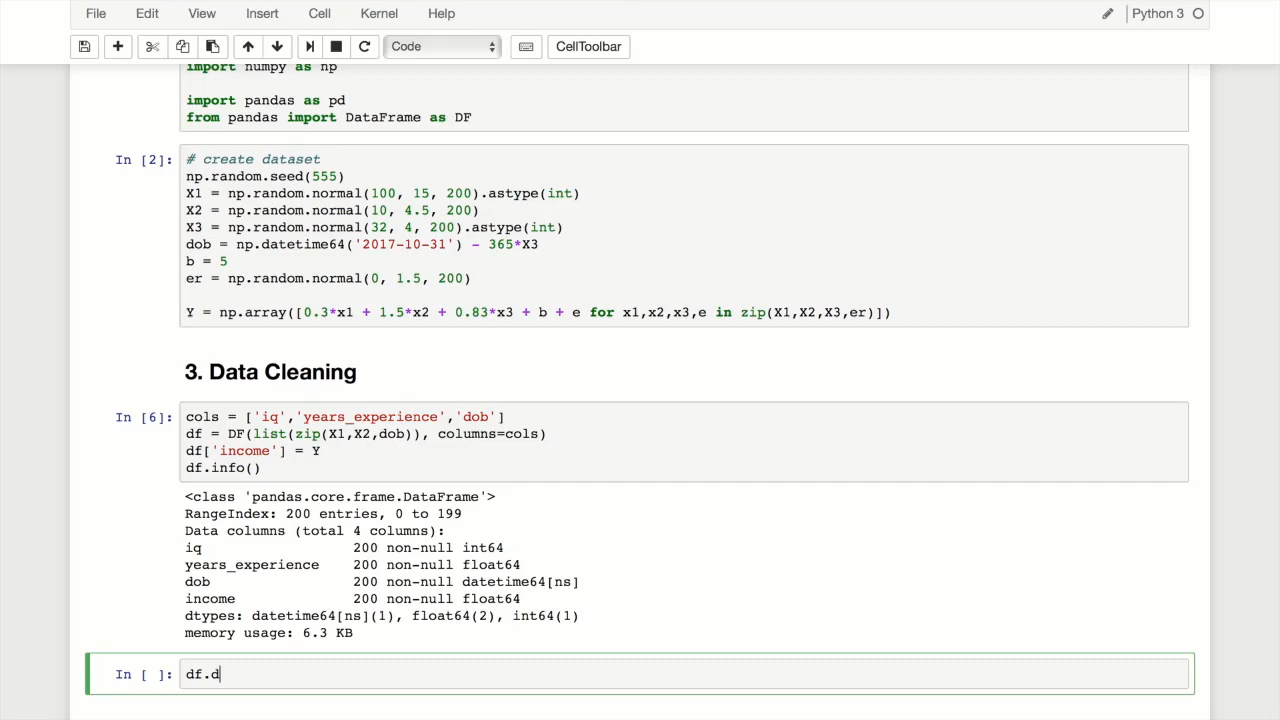 File Edit View Insert Cell Kernel Help Python 3
Code CellToolbar
import numpy as np
import pandas as pd
from pandas import DataFrame as DF
In [2]: # create dataset
np.random.seed(555)
X1 = np.random.normal(100, 15, 200).astype(int)
X2 = np.random.normal(10, 4.5, 200)
X3 = np.random.normal(32, 4, 200).astype(int)
dob = np.datetime64('2017-10-31') - 365*X3
b = 5
er = np.random.normal(0, 1.5, 200)
Y = np.array([0.3*x1 + 1.5*x2 + 0.83*x3 + b + e for x1,x2,x3,e in zip(X1,X2,X3,er)])
3. Data Cleaning
In [6]: cols = ['iq','years_experience','dob']
df = DF(list(zip(X1,X2,dob)), columns=cols)
df['income'] = Y
df.info()
<class 'pandas.core.frame.DataFrame'>
RangeIndex: 200 entries, 0 to 199
Data columns (total 4 columns):
iq 200 non-null int64
years_experience 200 non-null float64
dob 200 non-null datetime64[ns]
income 200 non-null float64
dtypes: datetime64[ns](1), float64(2), int64(1)
memory usage: 6.3 KB
In [ ]: df.d